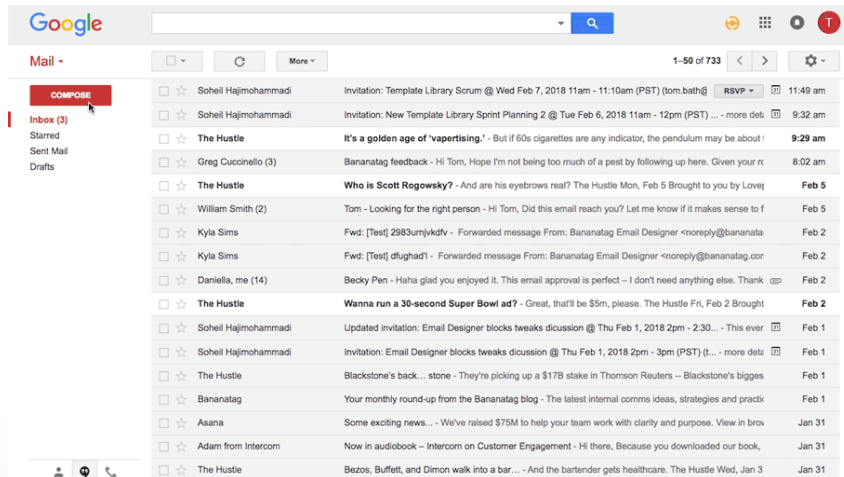 Google
T
Mail
More
1–50 of 733
COMPOSE
Inbox (3)
Starred
Sent Mail
Drafts
Soheil Hajimohammadi Invitation: Template Library Scrum @ Wed Feb 7, 2018 11am - 11:10am (PST) (tom.bath@ RSVP 11:49 am
Soheil Hajimohammadi Invitation: New Template Library Sprint Planning 2 @ Tue Feb 6, 2018 11am - 12pm (PST) ... - more deta 9:32 am
The Hustle It's a golden age of 'vapertising.' - But if 60s cigarettes are any indicator, the pendulum may be about 9:29 am
Greg Cuccinello (3) Bananatag feedback - Hi Tom, Hope I'm not being too much of a pest by following up here. Given your ro 8:02 am
The Hustle Who is Scott Rogowsky? - And are his eyebrows real? The Hustle Mon, Feb 5 Brought to you by Lovep Feb 5
William Smith (2) Tom - Looking for the right person - Hi Tom, Did this email reach you? Let me know if it makes sense to f Feb 5
Kyla Sims Fwd: [Test] 2983urnjvkdfv - Forwarded message From: Bananatag Email Designer <noreply@bananata Feb 2
Kyla Sims Fwd: [Test] dfughad'l - Forwarded message From: Bananatag Email Designer <noreply@bananatag.con Feb 2
Daniella, me (14) Becky Pen - Haha glad you enjoyed it. This email approval is perfect – I don't need anything else. Thank Feb 2
The Hustle Wanna run a 30-second Super Bowl ad? - Great, that'll be $5m, please. The Hustle Fri, Feb 2 Brought Feb 2
Soheil Hajimohammadi Updated invitation: Email Designer blocks tweaks dicussion @ Thu Feb 1, 2018 2pm - 2:30... - This ever Feb 1
Soheil Hajimohammadi Invitation: Email Designer blocks tweaks dicussion @ Thu Feb 1, 2018 2pm - 3pm (PST) (t... - more deta Feb 1
The Hustle Blackstone's back... stone - They're picking up a $17B stake in Thomson Reuters -- Blackstone's bigges Feb 1
Bananatag Your monthly round-up from the Bananatag blog - The latest internal comms ideas, strategies and practic Feb 1
Asana Some exciting news... - We've raised $75M to help your team work with clarity and purpose. View in brov Jan 31
Adam from Intercom Now in audiobook – Intercom on Customer Engagement - Hi there, Because you downloaded our book, Jan 31
The Hustle Bezos, Buffett, and Dimon walk into a bar... - And the bartender gets healthcare. The Hustle Wed, Jan 3 Jan 31